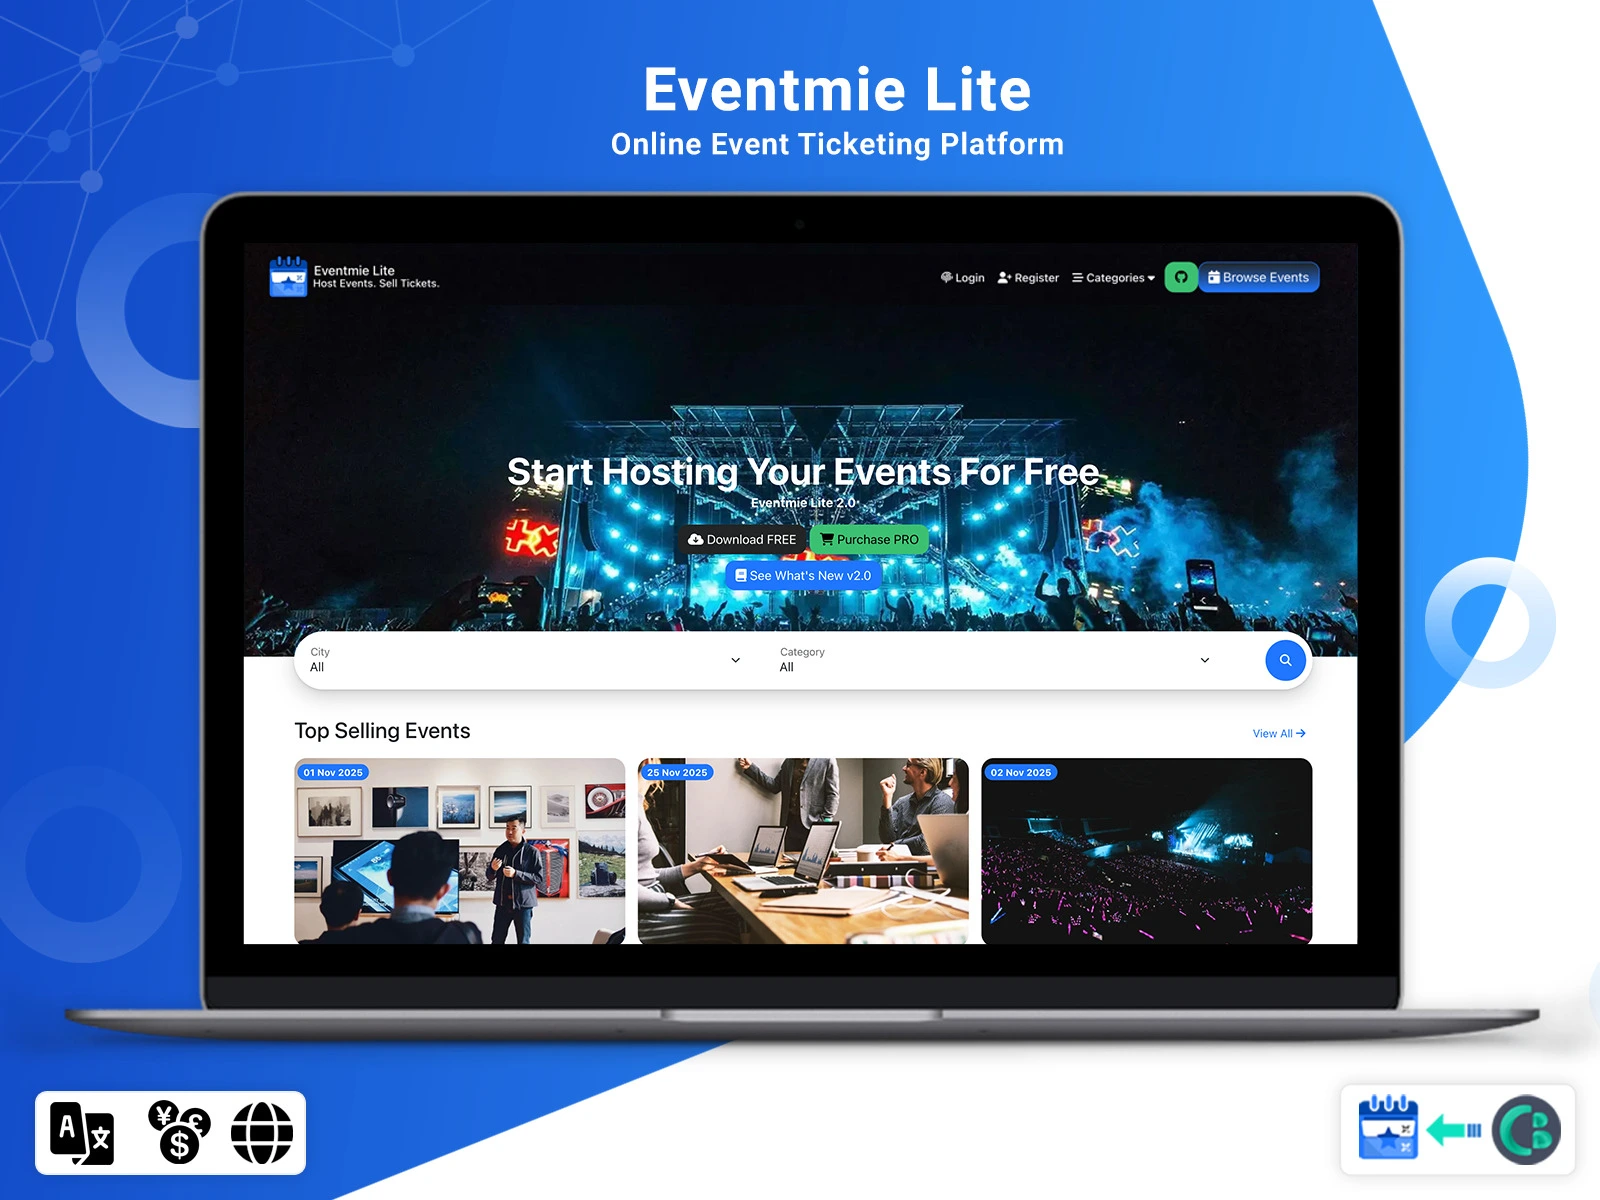 Eventmie Lite
Online Event Ticketing Platform
Eventmie Lite
Host Events. Sell Tickets.
Login
Register
Categories
Browse Events
Start Hosting Your Events For Free
Eventmie Lite 2.0
Download FREE
Purchase PRO
See What's New v2.0
City
All
Category
All
Top Selling Events
View All
01 Nov 2025
25 Nov 2025
02 Nov 2025
A 文
¥ £ $
CB